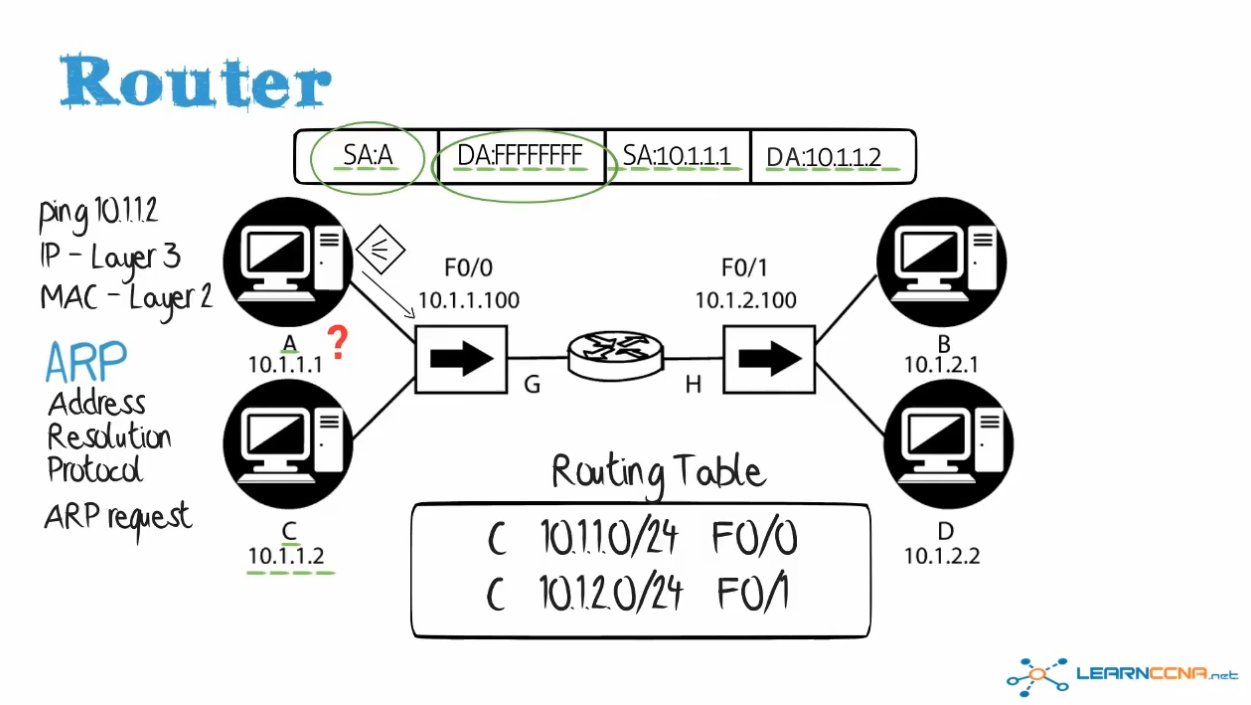 Router
SA:A DA:FFFFFFFF SA:10.1.1.1 DA:10.1.1.2
ping 10.1.1.2
IP - Layer 3
MAC - Layer 2
F0/0
10.1.1.100
F0/1
10.1.2.100
A ?
10.1.1.1
B
10.1.2.1
G
H
ARP
Address
Resolution
Protocol
ARP request
C
10.1.1.2
D
10.1.2.2
Routing Table
C 10.1.1.0/24 F0/0
C 10.1.2.0/24 F0/1
LEARNCCNA.net